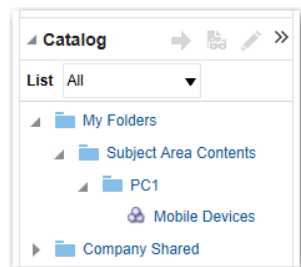 Catalog
List All
My Folders
Subject Area Contents
PC1
Mobile Devices
Company Shared